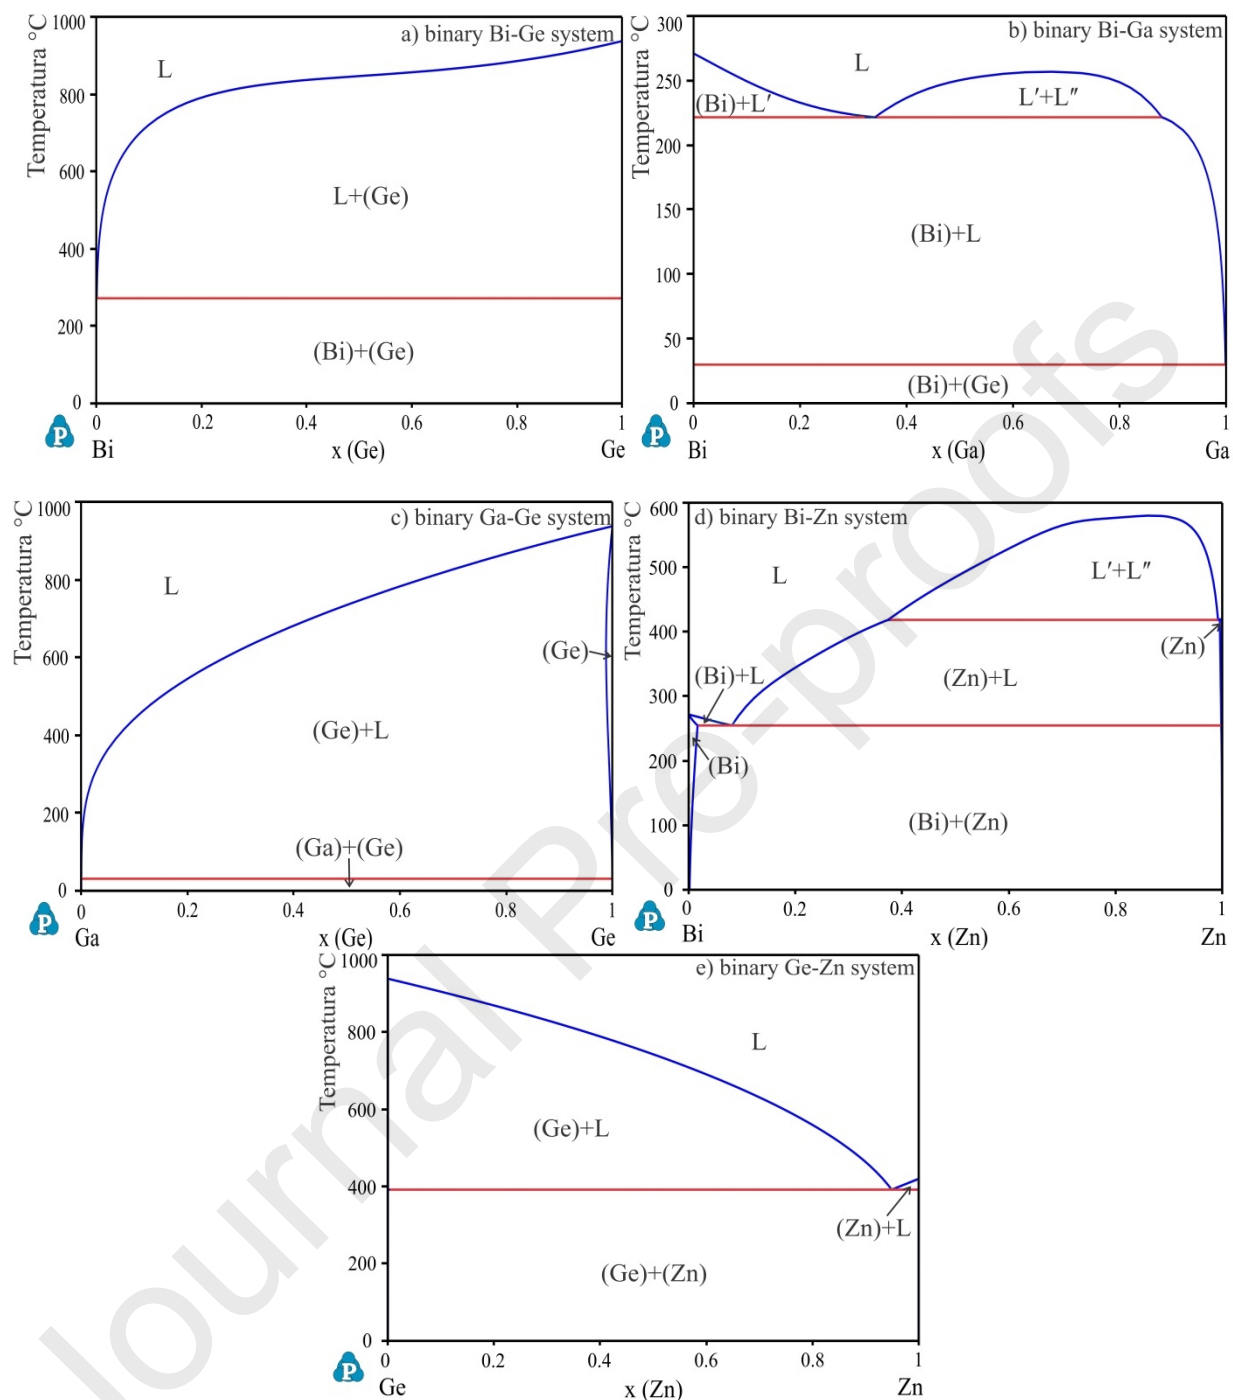 a) binary Bi-Ge system
Temperatura °C
1000
800
600
400
200
0
L
L+(Ge)
(Bi)+(Ge)
0 0.2 0.4 0.6 0.8 1
Bi x (Ge) Ge
P
b) binary Bi-Ga system
Temperatura °C
300
250
200
150
100
50
0
L
(Bi)+L′
L′+L″
(Bi)+L
(Bi)+(Ge)
0 0.2 0.4 0.6 0.8 1
Bi x (Ga) Ga
P
c) binary Ga-Ge system
Temperatura °C
1000
800
600
400
200
0
L
(Ge)
(Ge)+L
(Ga)+(Ge)
0 0.2 0.4 0.6 0.8 1
Ga x (Ge) Ge
P
d) binary Bi-Zn system
Temperatura °C
600
500
400
300
200
100
0
L
L′+L″
(Zn)
(Bi)+L
(Zn)+L
(Bi)
(Bi)+(Zn)
0 0.2 0.4 0.6 0.8 1
Bi x (Zn) Zn
P
e) binary Ge-Zn system
Temperatura °C
1000
800
600
400
200
0
L
(Ge)+L
(Zn)+L
(Ge)+(Zn)
0 0.2 0.4 0.6 0.8 1
Ge x (Zn) Zn
P
Journal Pre-proofs